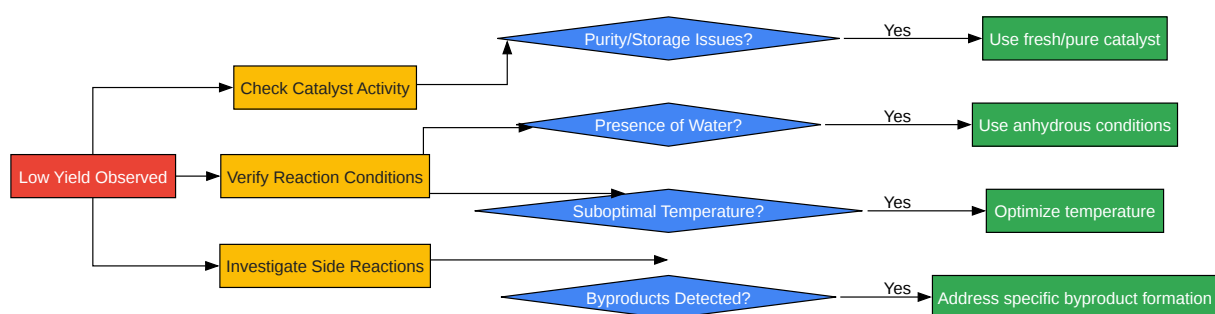 Purity/Storage Issues?
Yes
Use fresh/pure catalyst
Check Catalyst Activity
Presence of Water?
Yes
Use anhydrous conditions
Low Yield Observed
Verify Reaction Conditions
Suboptimal Temperature?
Yes
Optimize temperature
Investigate Side Reactions
Byproducts Detected?
Yes
Address specific byproduct formation